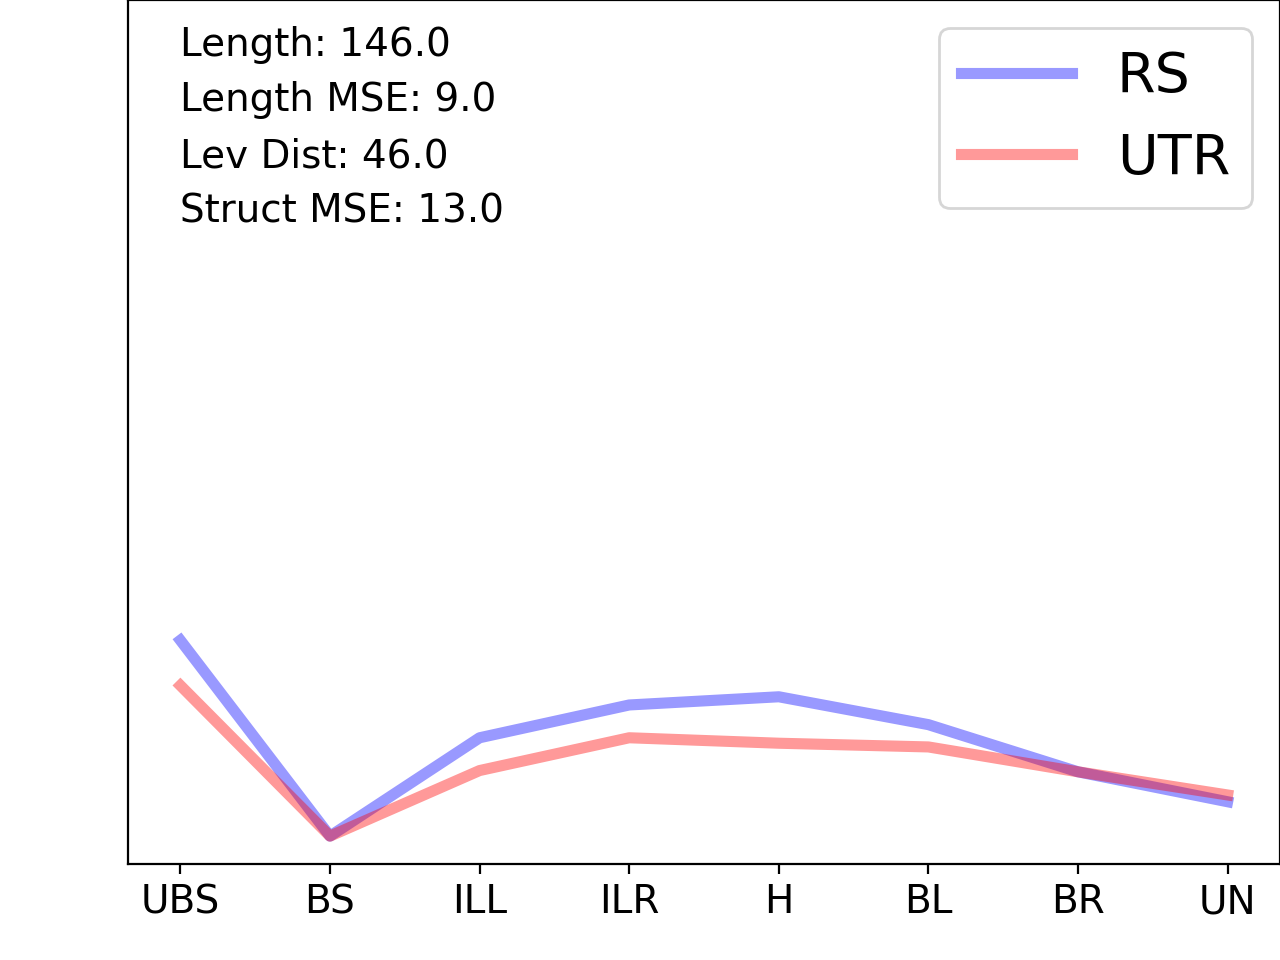 Length: 146.0
Length MSE: 9.0
Lev Dist: 46.0
Struct MSE: 13.0
RS
UTR
UBS BS ILL ILR H BL BR UN